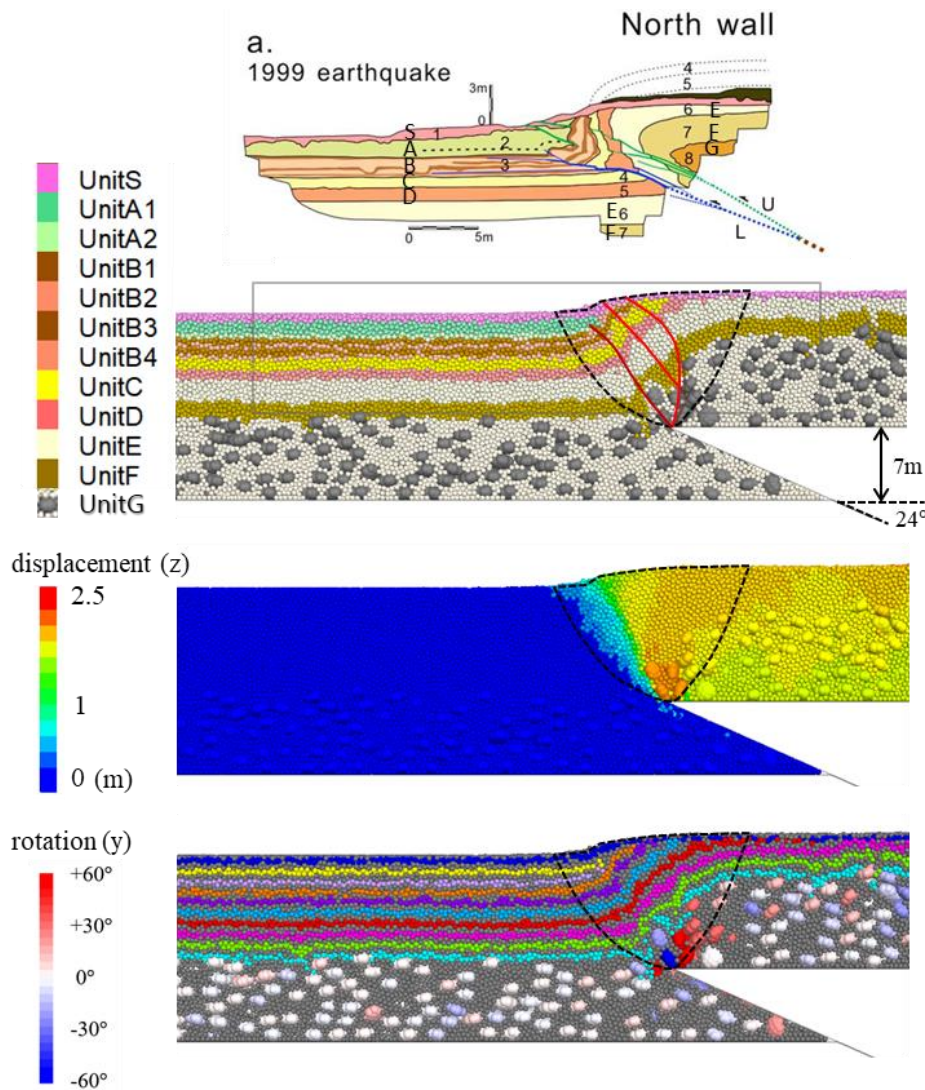 a.
North wall
1999 earthquake
3m
0
4
5
6
E
7
F
G
8
S
1
A
2
B
3
C
4
D
5
E
6
F
7
U
L
0
5m
UnitS
UnitA1
UnitA2
UnitB1
UnitB2
UnitB3
UnitB4
UnitC
UnitD
UnitE
UnitF
UnitG
7m
24°
displacement (z)
2.5
1
0 (m)
rotation (y)
+60°
+30°
0°
-30°
-60°